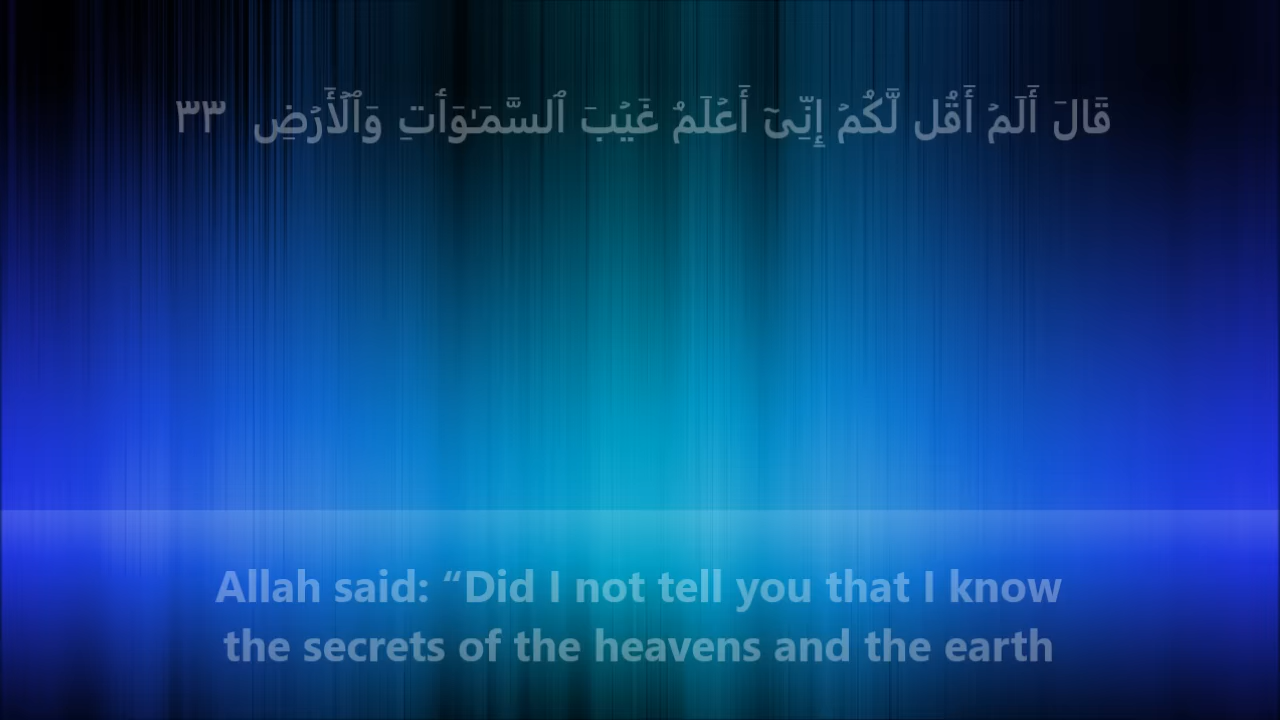 قَالَ أَلَمۡ أَقُل لَّكُمۡ إِنِّىٓ أَعۡلَمُ غَيۡبَ ٱلسَّمَـٰوَٲتِ وَٱلۡأَرۡضِ ٣٣
Allah said: “Did I not tell you that I know
the secrets of the heavens and the earth